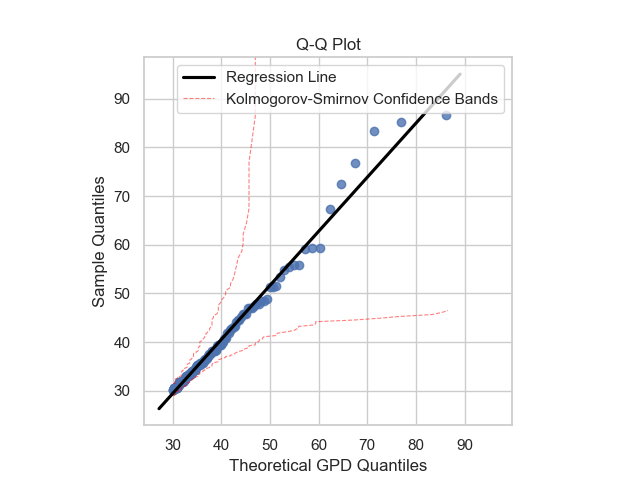 Q-Q Plot
Regression Line
Kolmogorov-Smirnov Confidence Bands
90
80
70
60
50
40
30
Sample Quantiles
30 40 50 60 70 80 90
Theoretical GPD Quantiles